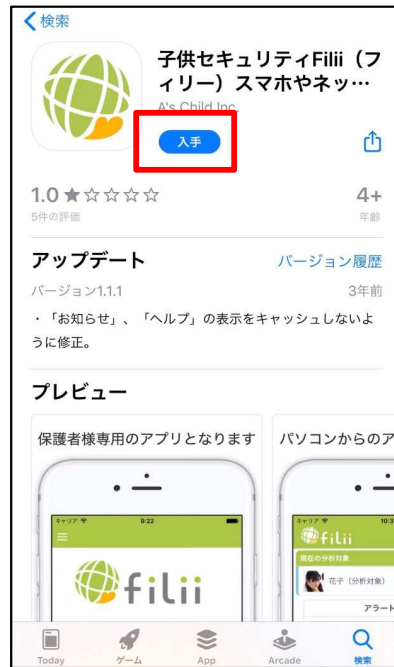 検索
子供セキュリティFilii（フ
ィリー）スマホやネッ…
A's Child Inc.
入手
1.0 ★☆☆☆☆
4+
5件の評価
年齢
アップデート
バージョン履歴
バージョン1.1.1
3年前
・「お知らせ」、「ヘルプ」の表示をキャッシュしないよ
うに修正。
プレビュー
保護者様専用のアプリとなります
パソコンからのア
キャリア
9:22
filii
キャリア
10:3
filii
現在の分析対象
花子（分析対象）
アラート
Today
ゲーム
App
Arcade
検索